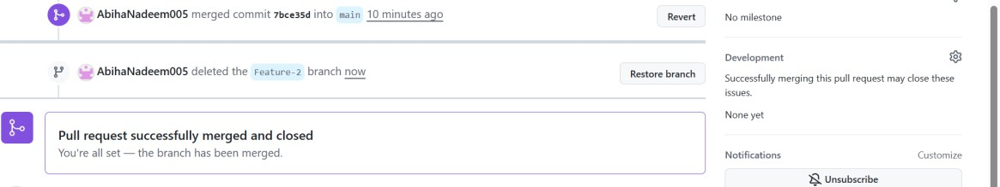 AbihaNadeem005 merged commit 7bce35d into main 10 minutes ago
Revert
AbihaNadeem005 deleted the Feature-2 branch now
Restore branch
Pull request successfully merged and closed
You're all set — the branch has been merged.
No milestone
Development
Successfully merging this pull request may close these
issues.
None yet
Notifications
Customize
Unsubscribe